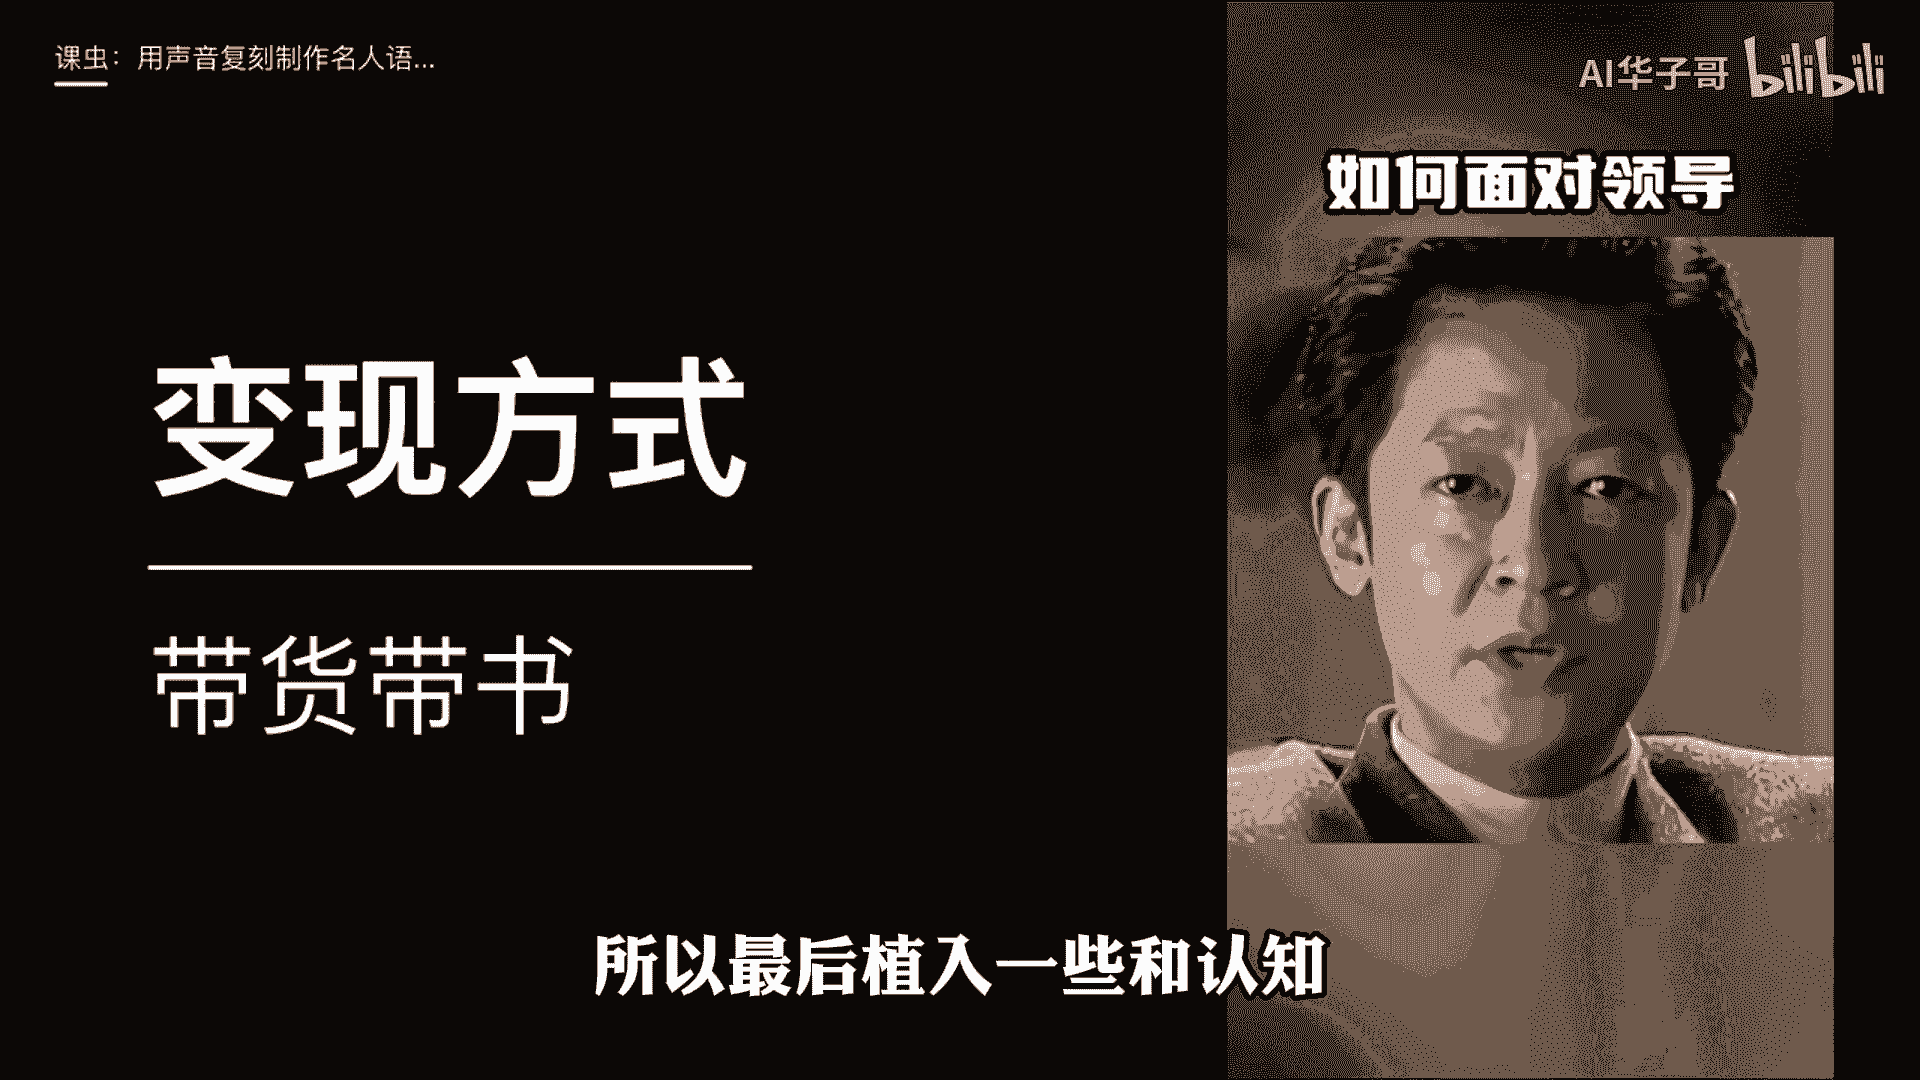 课虫：用声音复刻制作名人语...
AI华子哥 bilibili
如何面对领导
变现方式
带货带书
所以最后植入一些和认知